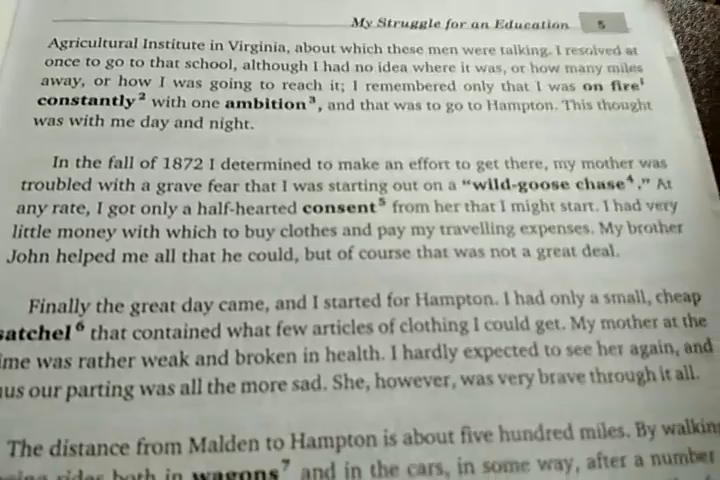 My Struggle for an Education 5
Agricultural Institute in Virginia, about which these men were talking. I resolved at
once to go to that school, although I had no idea where it was, or how many miles
away, or how I was going to reach it; I remembered only that I was on fire¹
constantly² with one ambition³, and that was to go to Hampton. This thought
was with me day and night.
In the fall of 1872 I determined to make an effort to get there, my mother was
troubled with a grave fear that I was starting out on a “wild-goose chase⁴.” At
any rate, I got only a half-hearted consent⁵ from her that I might start. I had very
little money with which to buy clothes and pay my travelling expenses. My brother
John helped me all that he could, but of course that was not a great deal.
Finally the great day came, and I started for Hampton. I had only a small, cheap
satchel⁶ that contained what few articles of clothing I could get. My mother at the
ime was rather weak and broken in health. I hardly expected to see her again, and
us our parting was all the more sad. She, however, was very brave through it all.
The distance from Malden to Hampton is about five hundred miles. By walkin
rides both in wagons⁷ and in the cars, in some way, after a number